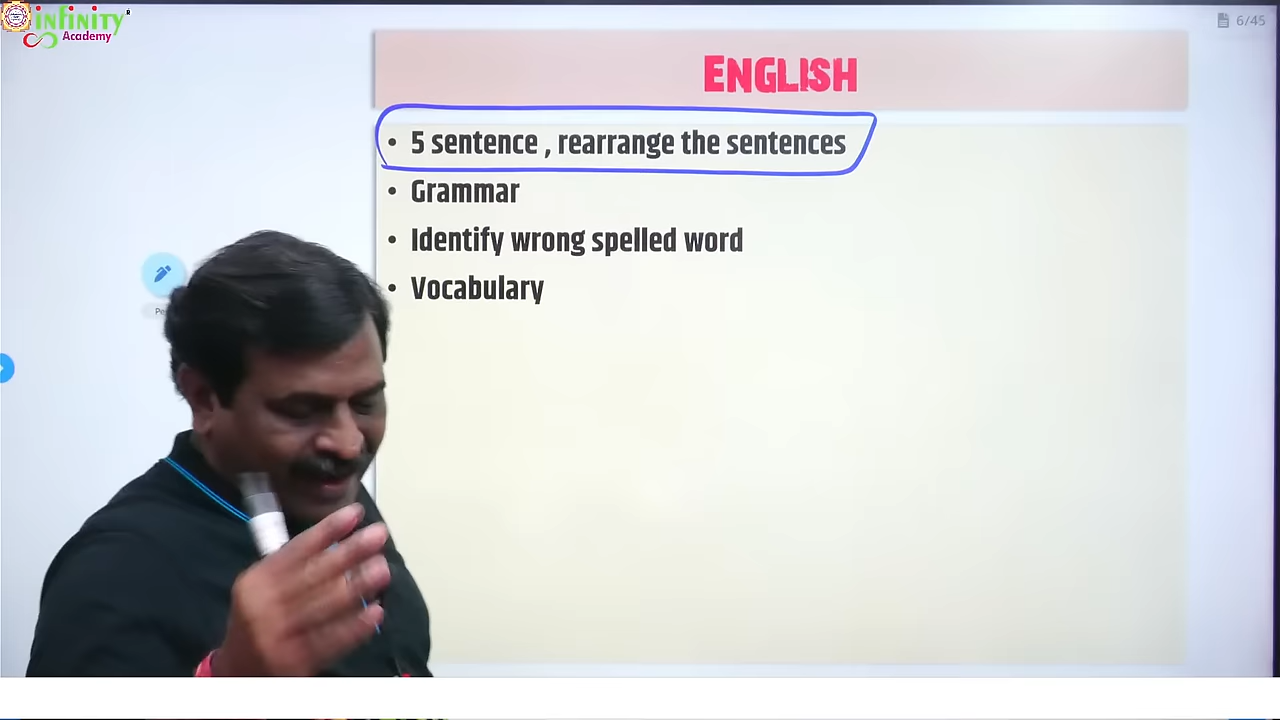 infinity
Academy
6/45
ENGLISH
• 5 sentence , rearrange the sentences
• Grammar
• Identify wrong spelled word
• Vocabulary